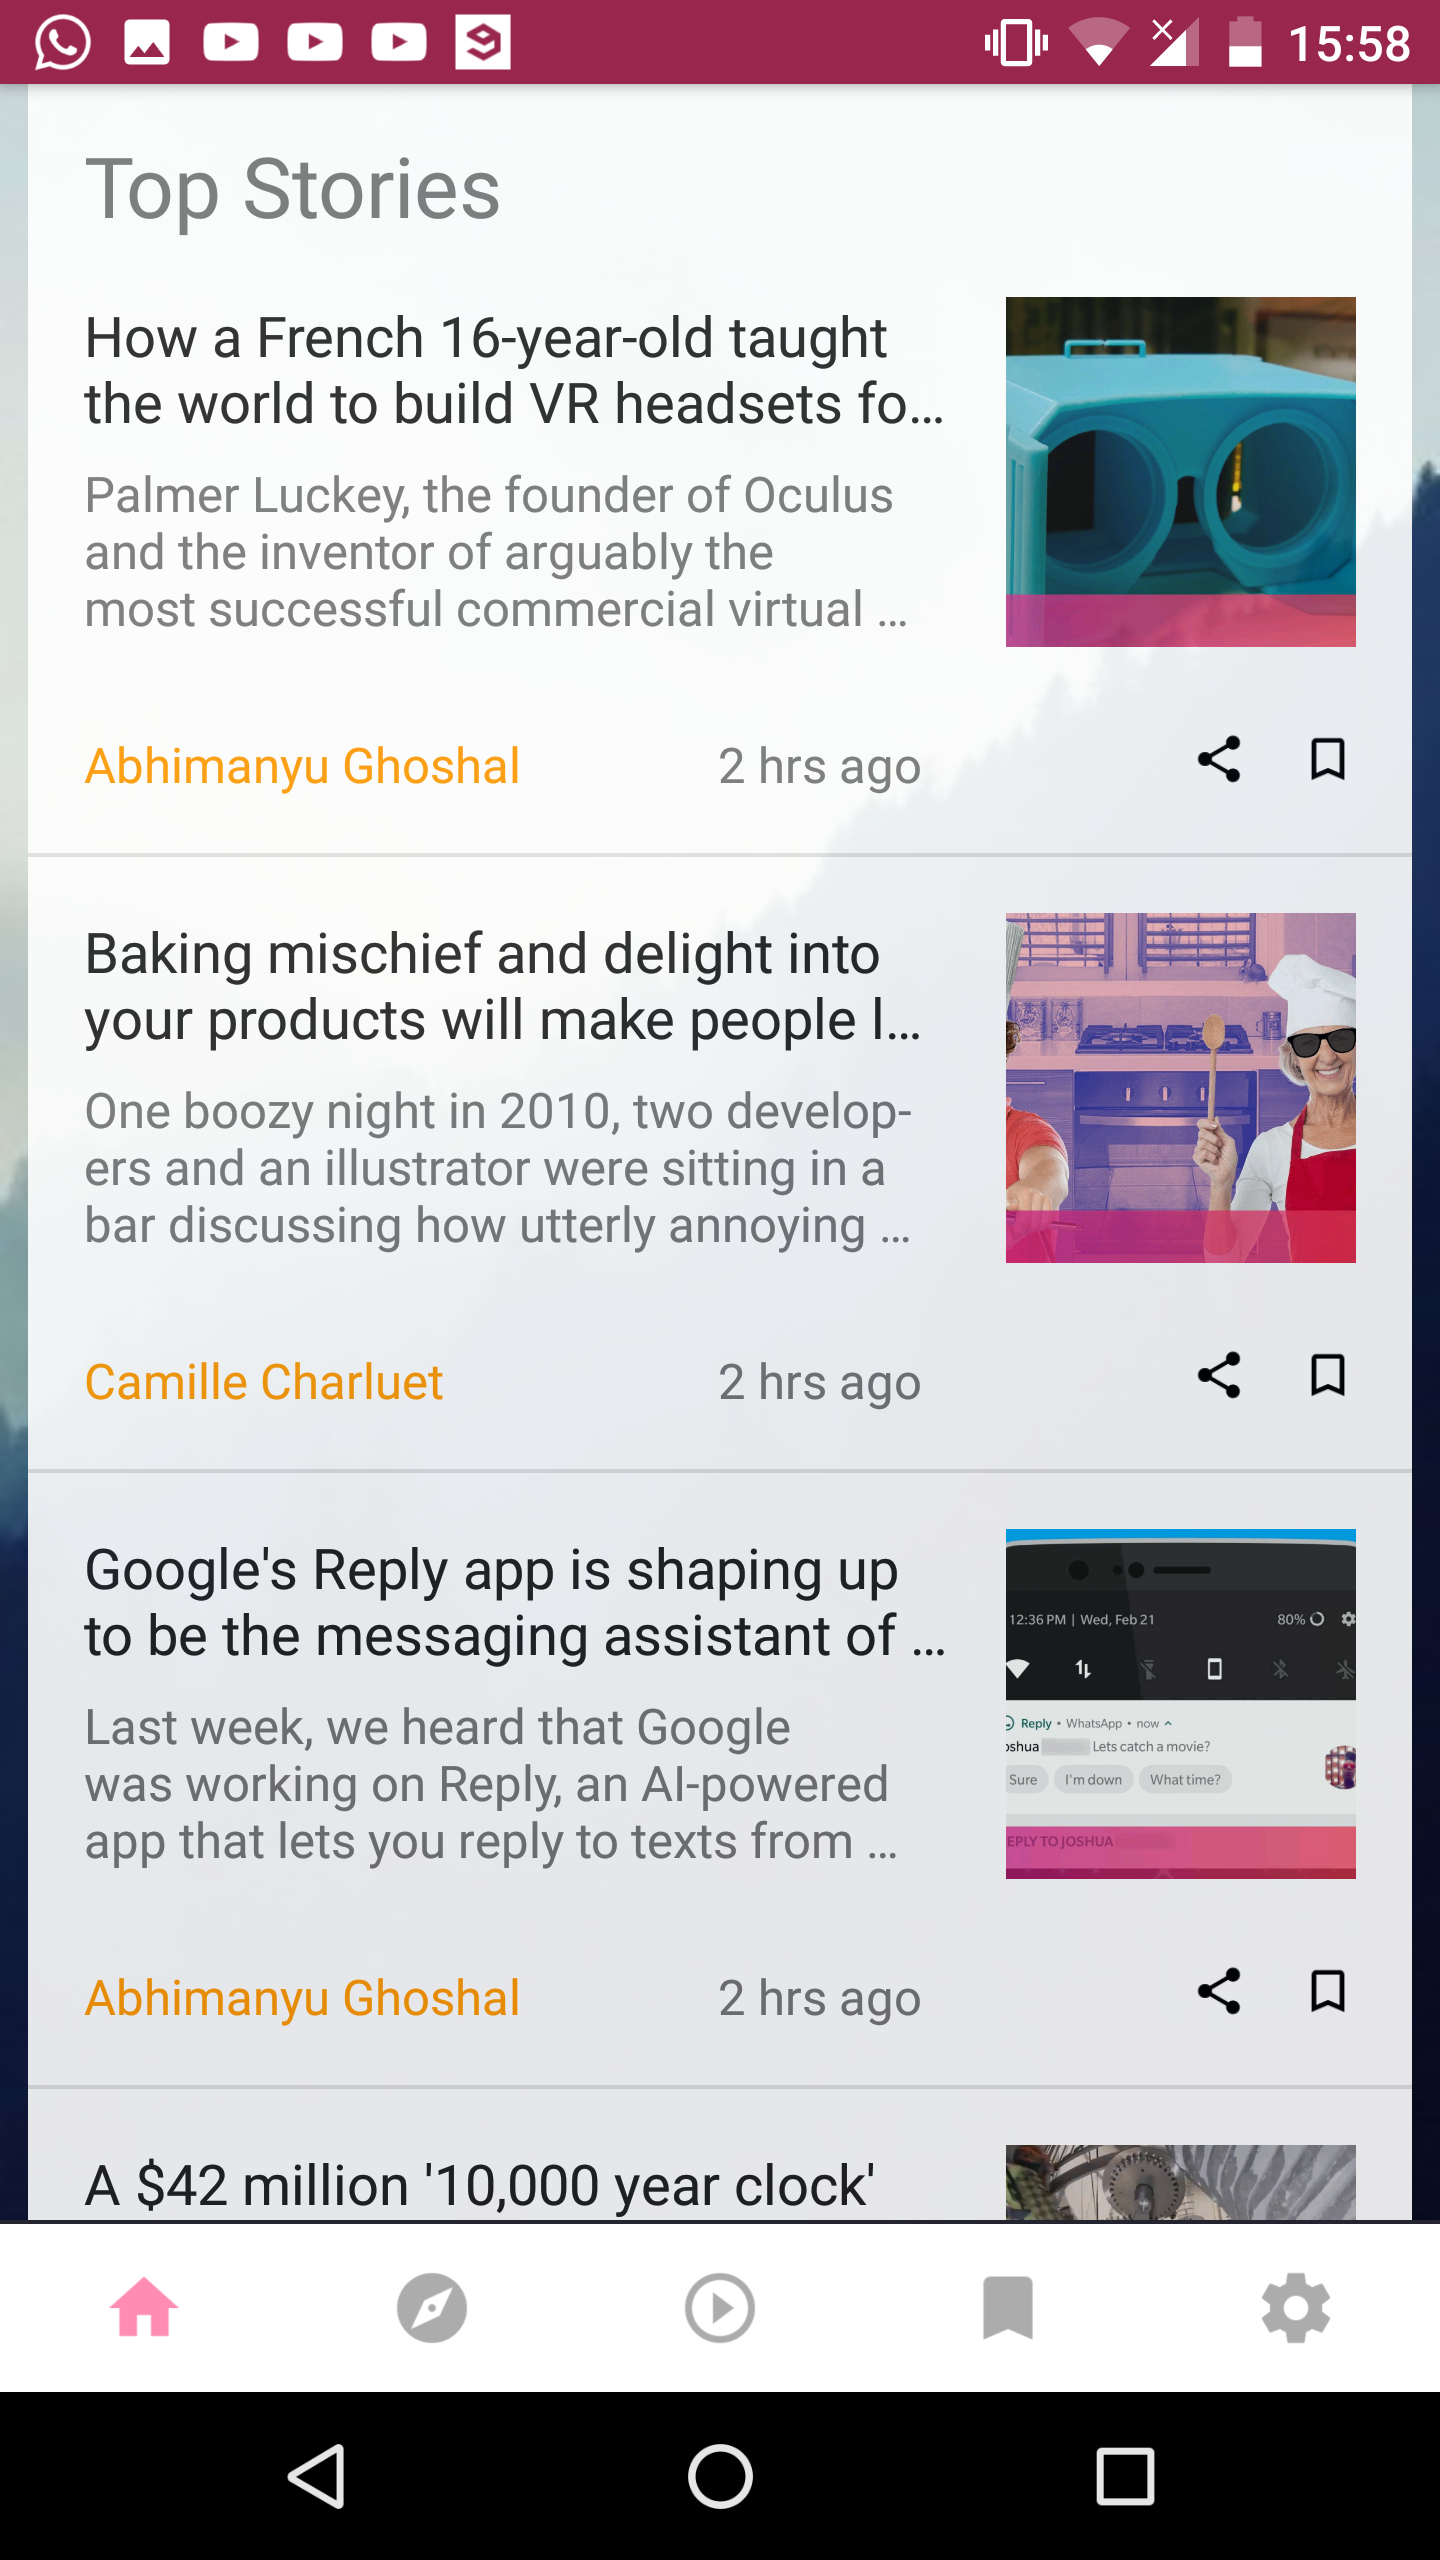 15:58
Top Stories
How a French 16-year-old taught
the world to build VR headsets fo...
Palmer Luckey, the founder of Oculus
and the inventor of arguably the
most successful commercial virtual ...
Abhimanyu Ghoshal 2 hrs ago
Baking mischief and delight into
your products will make people l...
One boozy night in 2010, two develop-
ers and an illustrator were sitting in a
bar discussing how utterly annoying ...
Camille Charluet 2 hrs ago
Google's Reply app is shaping up
to be the messaging assistant of ...
Last week, we heard that Google
was working on Reply, an AI-powered
app that lets you reply to texts from ...
12:36 PM | Wed, Feb 21 80%
Reply • WhatsApp • now
oshua Lets catch a movie?
Sure I'm down What time?
EPLY TO JOSHUA
Abhimanyu Ghoshal 2 hrs ago
A $42 million '10,000 year clock'